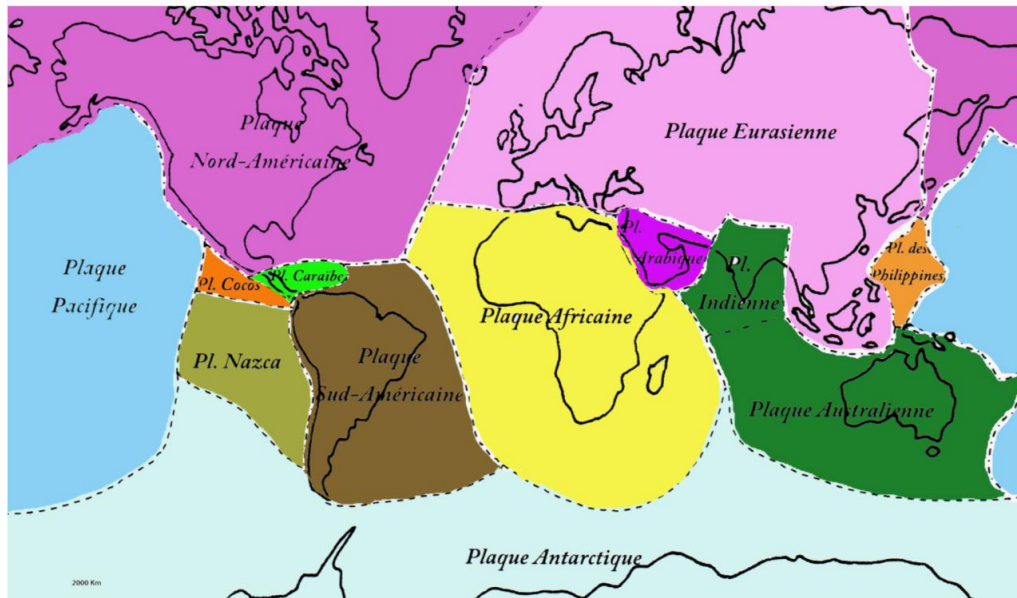 Plaque
Nord-Américaine
Plaque Eurasienne
Plaque
Pacifique
Pl. Cocos
Pl. Caraïbes
Pl.
Arabique
Pl.
Indienne
Pl. des
Philippines
Plaque Africaine
Pl. Nazca
Plaque
Sud-Américaine
Plaque Australienne
Plaque Antarctique
2000 Km